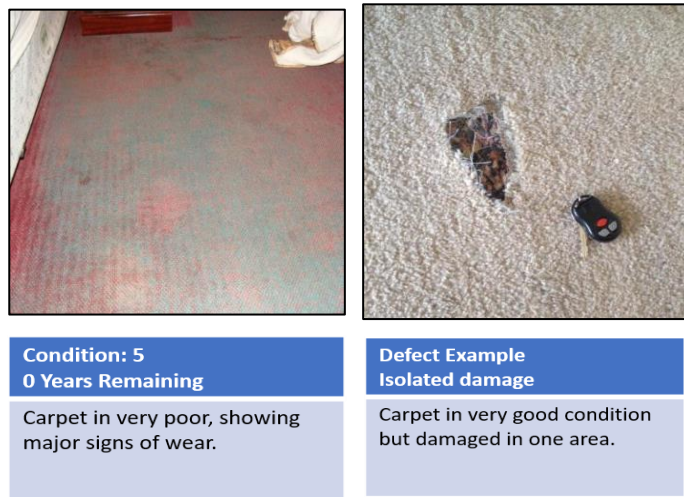 Condition: 5
0 Years Remaining
Carpet in very poor, showing
major signs of wear.
Defect Example
Isolated damage
Carpet in very good condition
but damaged in one area.